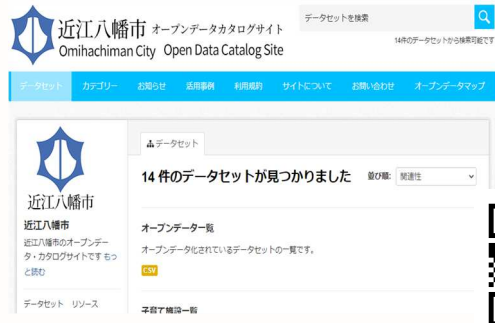 近江八幡市 オープンデータカタログサイト
Omihachiman City Open Data Catalog Site
データセットを検索
14件のデータセットから検索可能です
データセット カテゴリー お知らせ 活用事例 利用規約 サイトについて お問い合わせ オープンデータマップ
近江八幡市
近江八幡市
近江八幡市のオープンデー
タ・カタログサイトです もっ
と読む
データセット リソース
データセット
14 件のデータセットが見つかりました 並び順: 関連性
オープンデータ一覧
オープンデータ化されているデータセットの一覧です。
CSV
子育て施設一覧